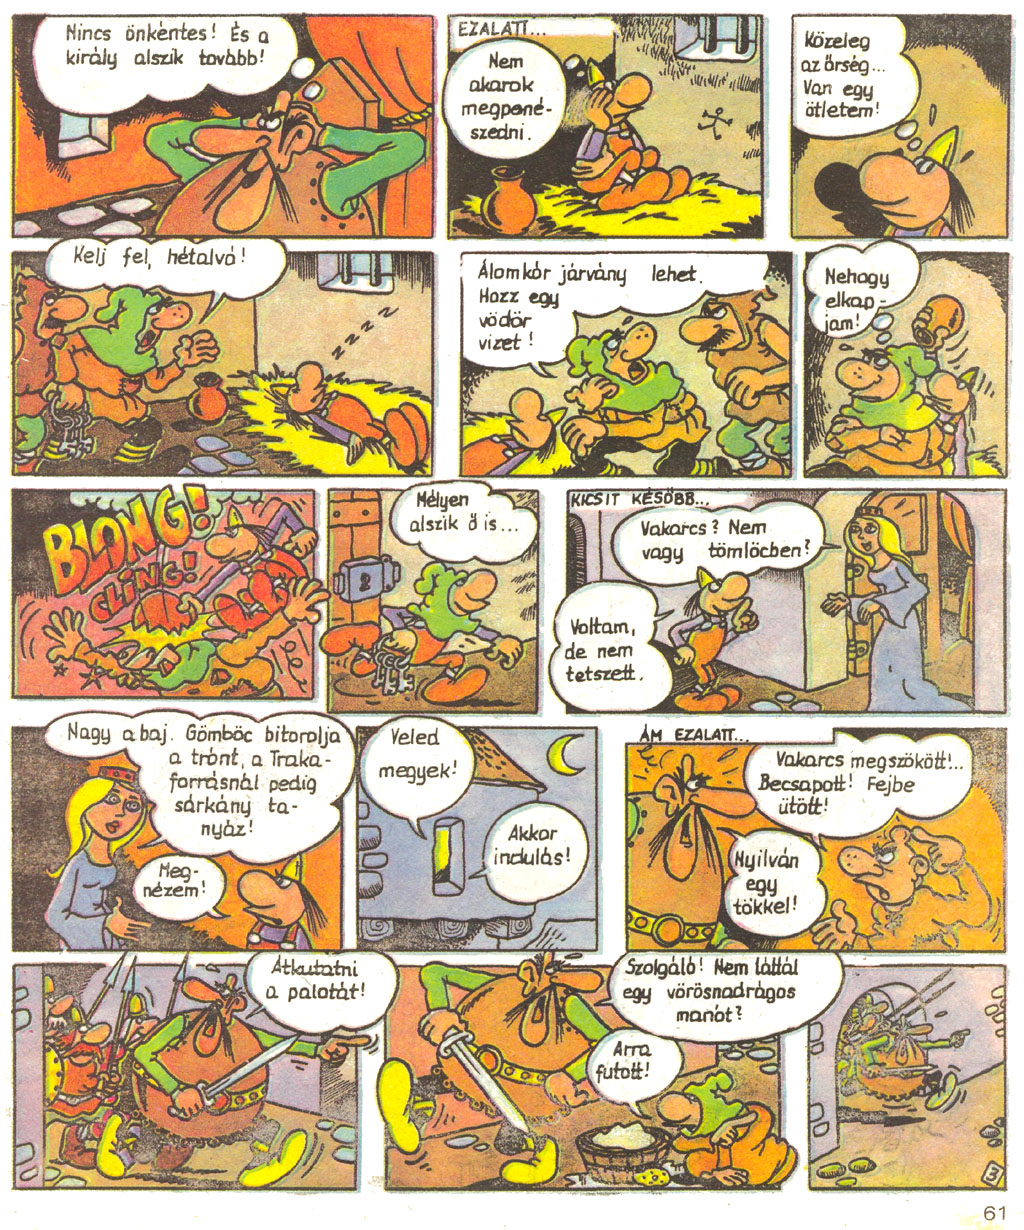 Nincs önkéntes! És a
király alszik tovább!
EZALATT...
Nem
akarok
megpené-
szedni.
Közeleg
az őrség...
Van egy
ötletem!
Kelj fel, hétalvó!
ZZZZ
Álomkór járvány lehet.
Hozz egy
vödör
vizet!
Nehogy
elkap-
jam!
BLONG!
CLING!
Mélyen
alszik ő is...
2
KICSIT KÉSŐBB...
Vakarcs? Nem
vagy tömlöcben?
Voltam,
de nem
tetszett.
Nagy a baj. Gömböc bitorolja
a trónt, a Traka-
forrásnál pedig
sárkány ta-
nyáz!
Meg-
nézem!
Veled
megyek!
Akkor
indulás!
ÁM EZALATT...
Vakarcs megszökött!...
Becsapott! Fejbe
ütött!
Nyilván
egy
tökkel!
Átkutatni
a palotát!
Szolgáló! Nem láttál
egy vörösnadrágos
manót?
Arra
futott!
3
61